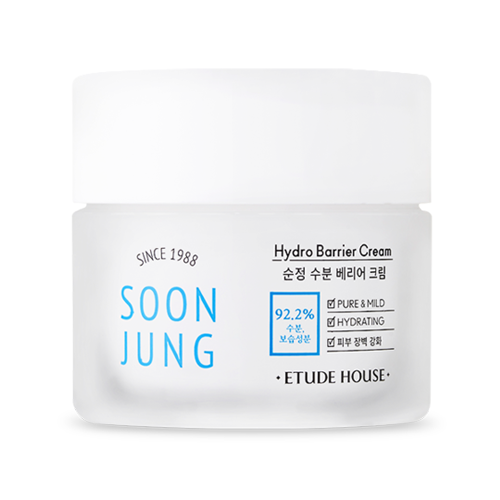 SINCE 1988
SOON
JUNG
Hydro Barrier Cream
순정 수분 베리어 크림
92.2%
수분,
보습성분
☑ PURE & MILD
☑ HYDRATING
☑ 피부 장벽 강화
• ETUDE HOUSE •